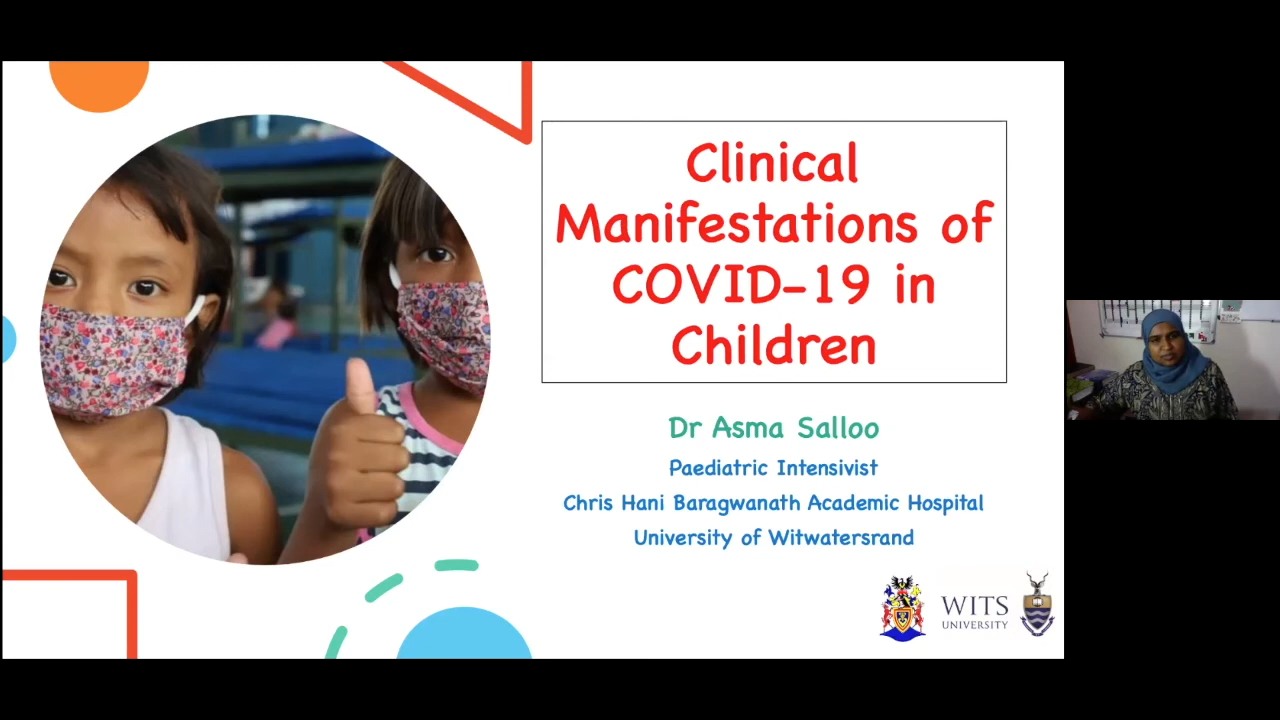 Clinical
Manifestations of
COVID-19 in
Children
Dr Asma Salloo
Paediatric Intensivist
Chris Hani Baragwanath Academic Hospital
University of Witwatersrand
WITS
UNIVERSITY